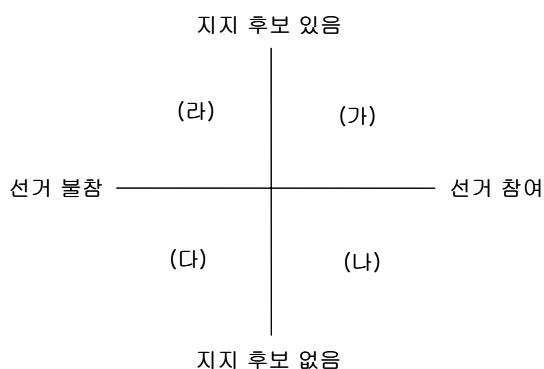 지지 후보 있음
(라)
(가)
선거 불참
선거 참여
(다)
(나)
지지 후보 없음